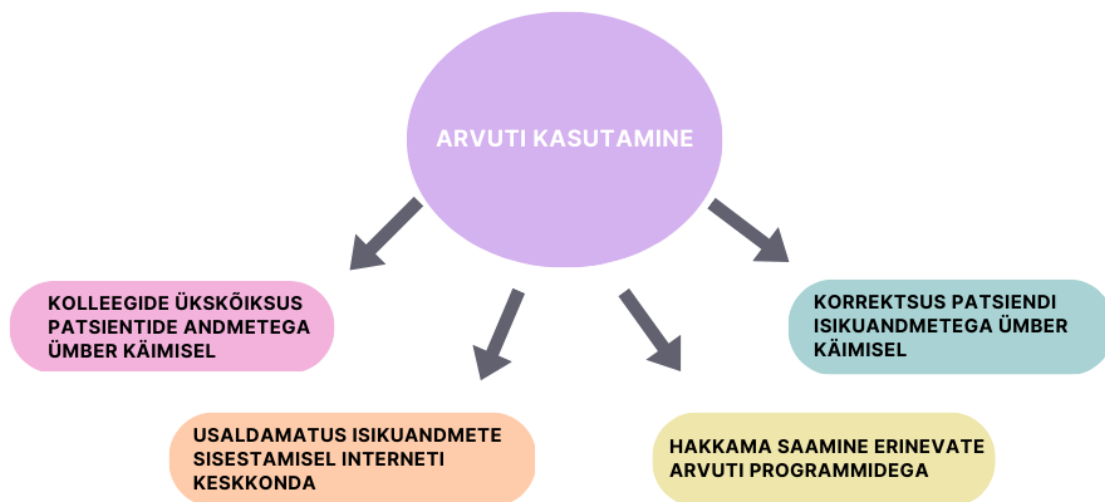 ARVUTI KASUTAMINE
KOLLEEGIDE ÜKSKÕIKSUS
PATSIENTIDE ANDMETEGA
ÜMBER KÄIMISEL
KORREKTSUS PATSIENDI
ISIKUANDMETEGA ÜMBER
KÄIMISEL
USALDAMATUS ISIKUANDMETE
SISESTAMISEL INTERNETI
KESKKONDA
HAKKAMA SAAMINE ERINEVATE
ARVUTI PROGRAMMIDEGA